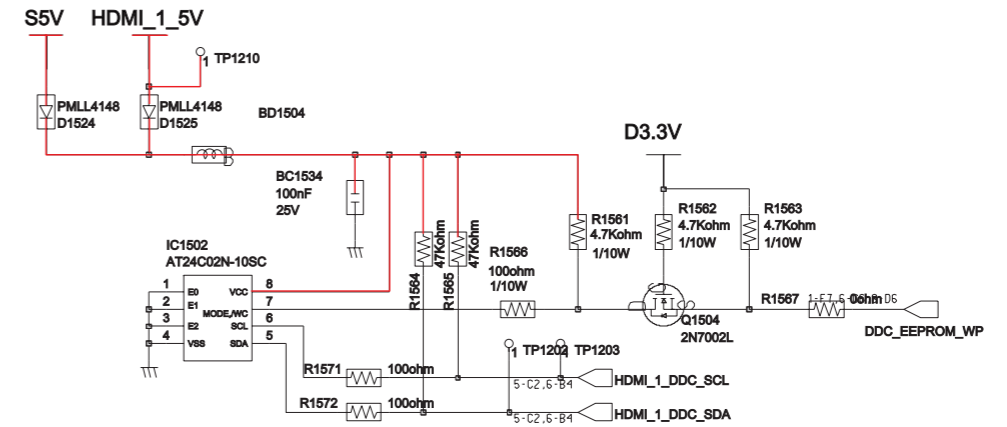 S5V
HDMI_1_5V
1
TP1210
PMLL4148
D1524
PMLL4148
D1525
BD1504
D3.3V
BC1534
100nF
25V
R1561
4.7Kohm
1/10W
R1562
4.7Kohm
1/10W
R1563
4.7Kohm
1/10W
R1564
47Kohm
R1565
47Kohm
R1566
100ohm
1/10W
IC1502
AT24C02N-10SC
1
E0
VCC
8
2
E1
MODE,/WC
7
3
E2
SCL
6
4
VSS
SDA
5
D
G
S
Q1504
2N7002L
R1567
0ohm
DDC_EEPROM_WP
1
TP1202
1
TP1203
R1571
100ohm
5-C2,6-B4
HDMI_1_DDC_SCL
R1572
100ohm
5-C2,6-B4
HDMI_1_DDC_SDA